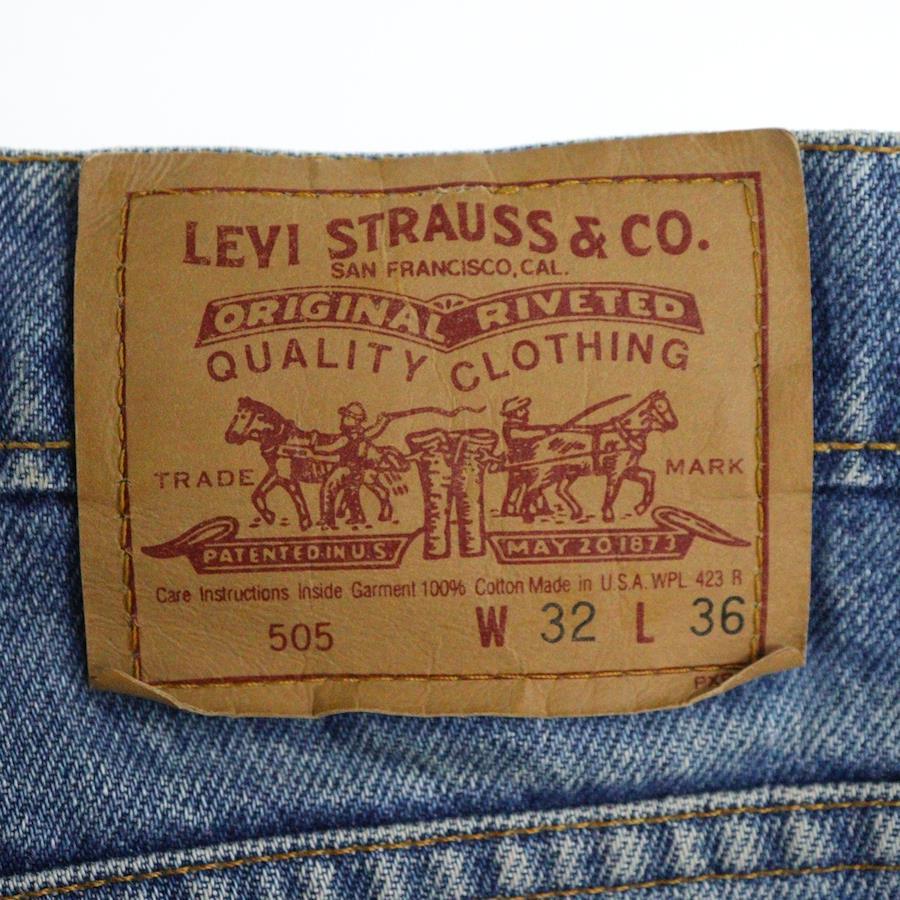 LEVI STRAUSS & CO.
SAN FRANCISCO, CAL.
ORIGINAL RIVETED
QUALITY CLOTHING
TRADE MARK
PATENTED IN U.S. MAY 20 1873
Care Instructions Inside Garment 100% Cotton Made in U.S.A. WPL 423 R
505 W 32 L 36